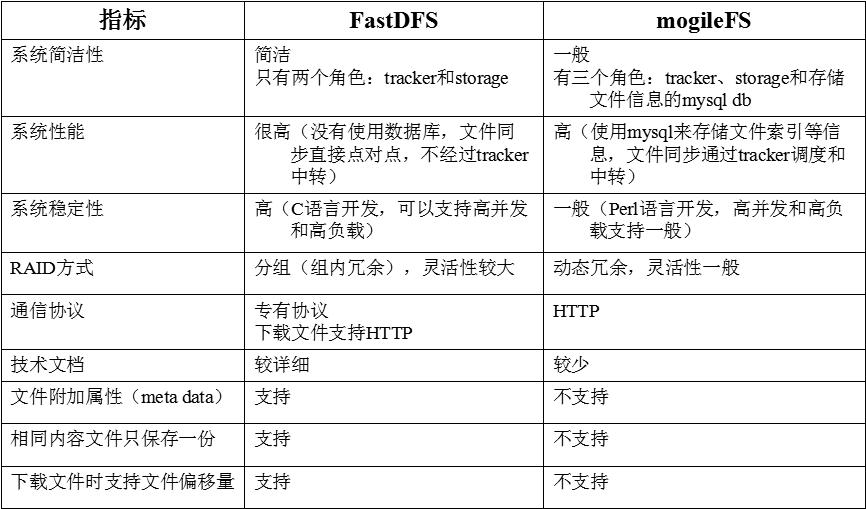 指标 FastDFS mogileFS
系统简洁性 简洁 一般
只有两个角色：tracker和storage 有三个角色：tracker、storage和存储
文件信息的mysql db
系统性能 很高（没有使用数据库，文件同 高（使用mysql来存储文件索引等信
步直接点对点，不经过tracker 息，文件同步通过tracker调度和
中转） 中转）
系统稳定性 高（C语言开发，可以支持高并发 一般（Perl语言开发，高并发和高负
和高负载） 载支持一般）
RAID方式 分组（组内冗余），灵活性较大 动态冗余，灵活性一般
通信协议 专有协议 HTTP
下载文件支持HTTP
技术文档 较详细 较少
文件附加属性（meta data） 支持 不支持
相同内容文件只保存一份 支持 不支持
下载文件时支持文件偏移量 支持 不支持